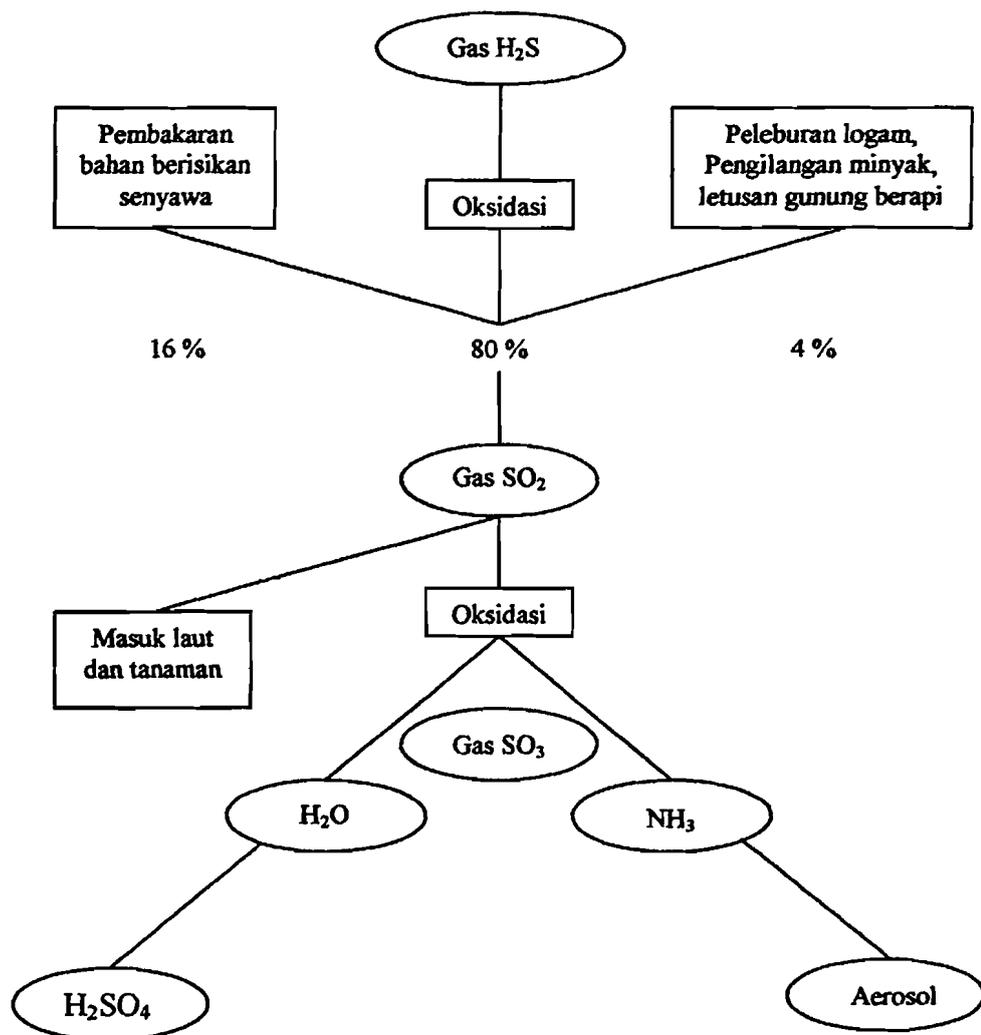 Gas H₂S
Pembakaran
bahan berisikan
senyawa
Oksidasi
Peleburan logam,
Pengilangan minyak,
letusan gunung berapi
16 %
80 %
4 %
Gas SO₂
Masuk laut
dan tanaman
Oksidasi
Gas SO₃
H₂O
NH₃
H₂SO₄
Aerosol